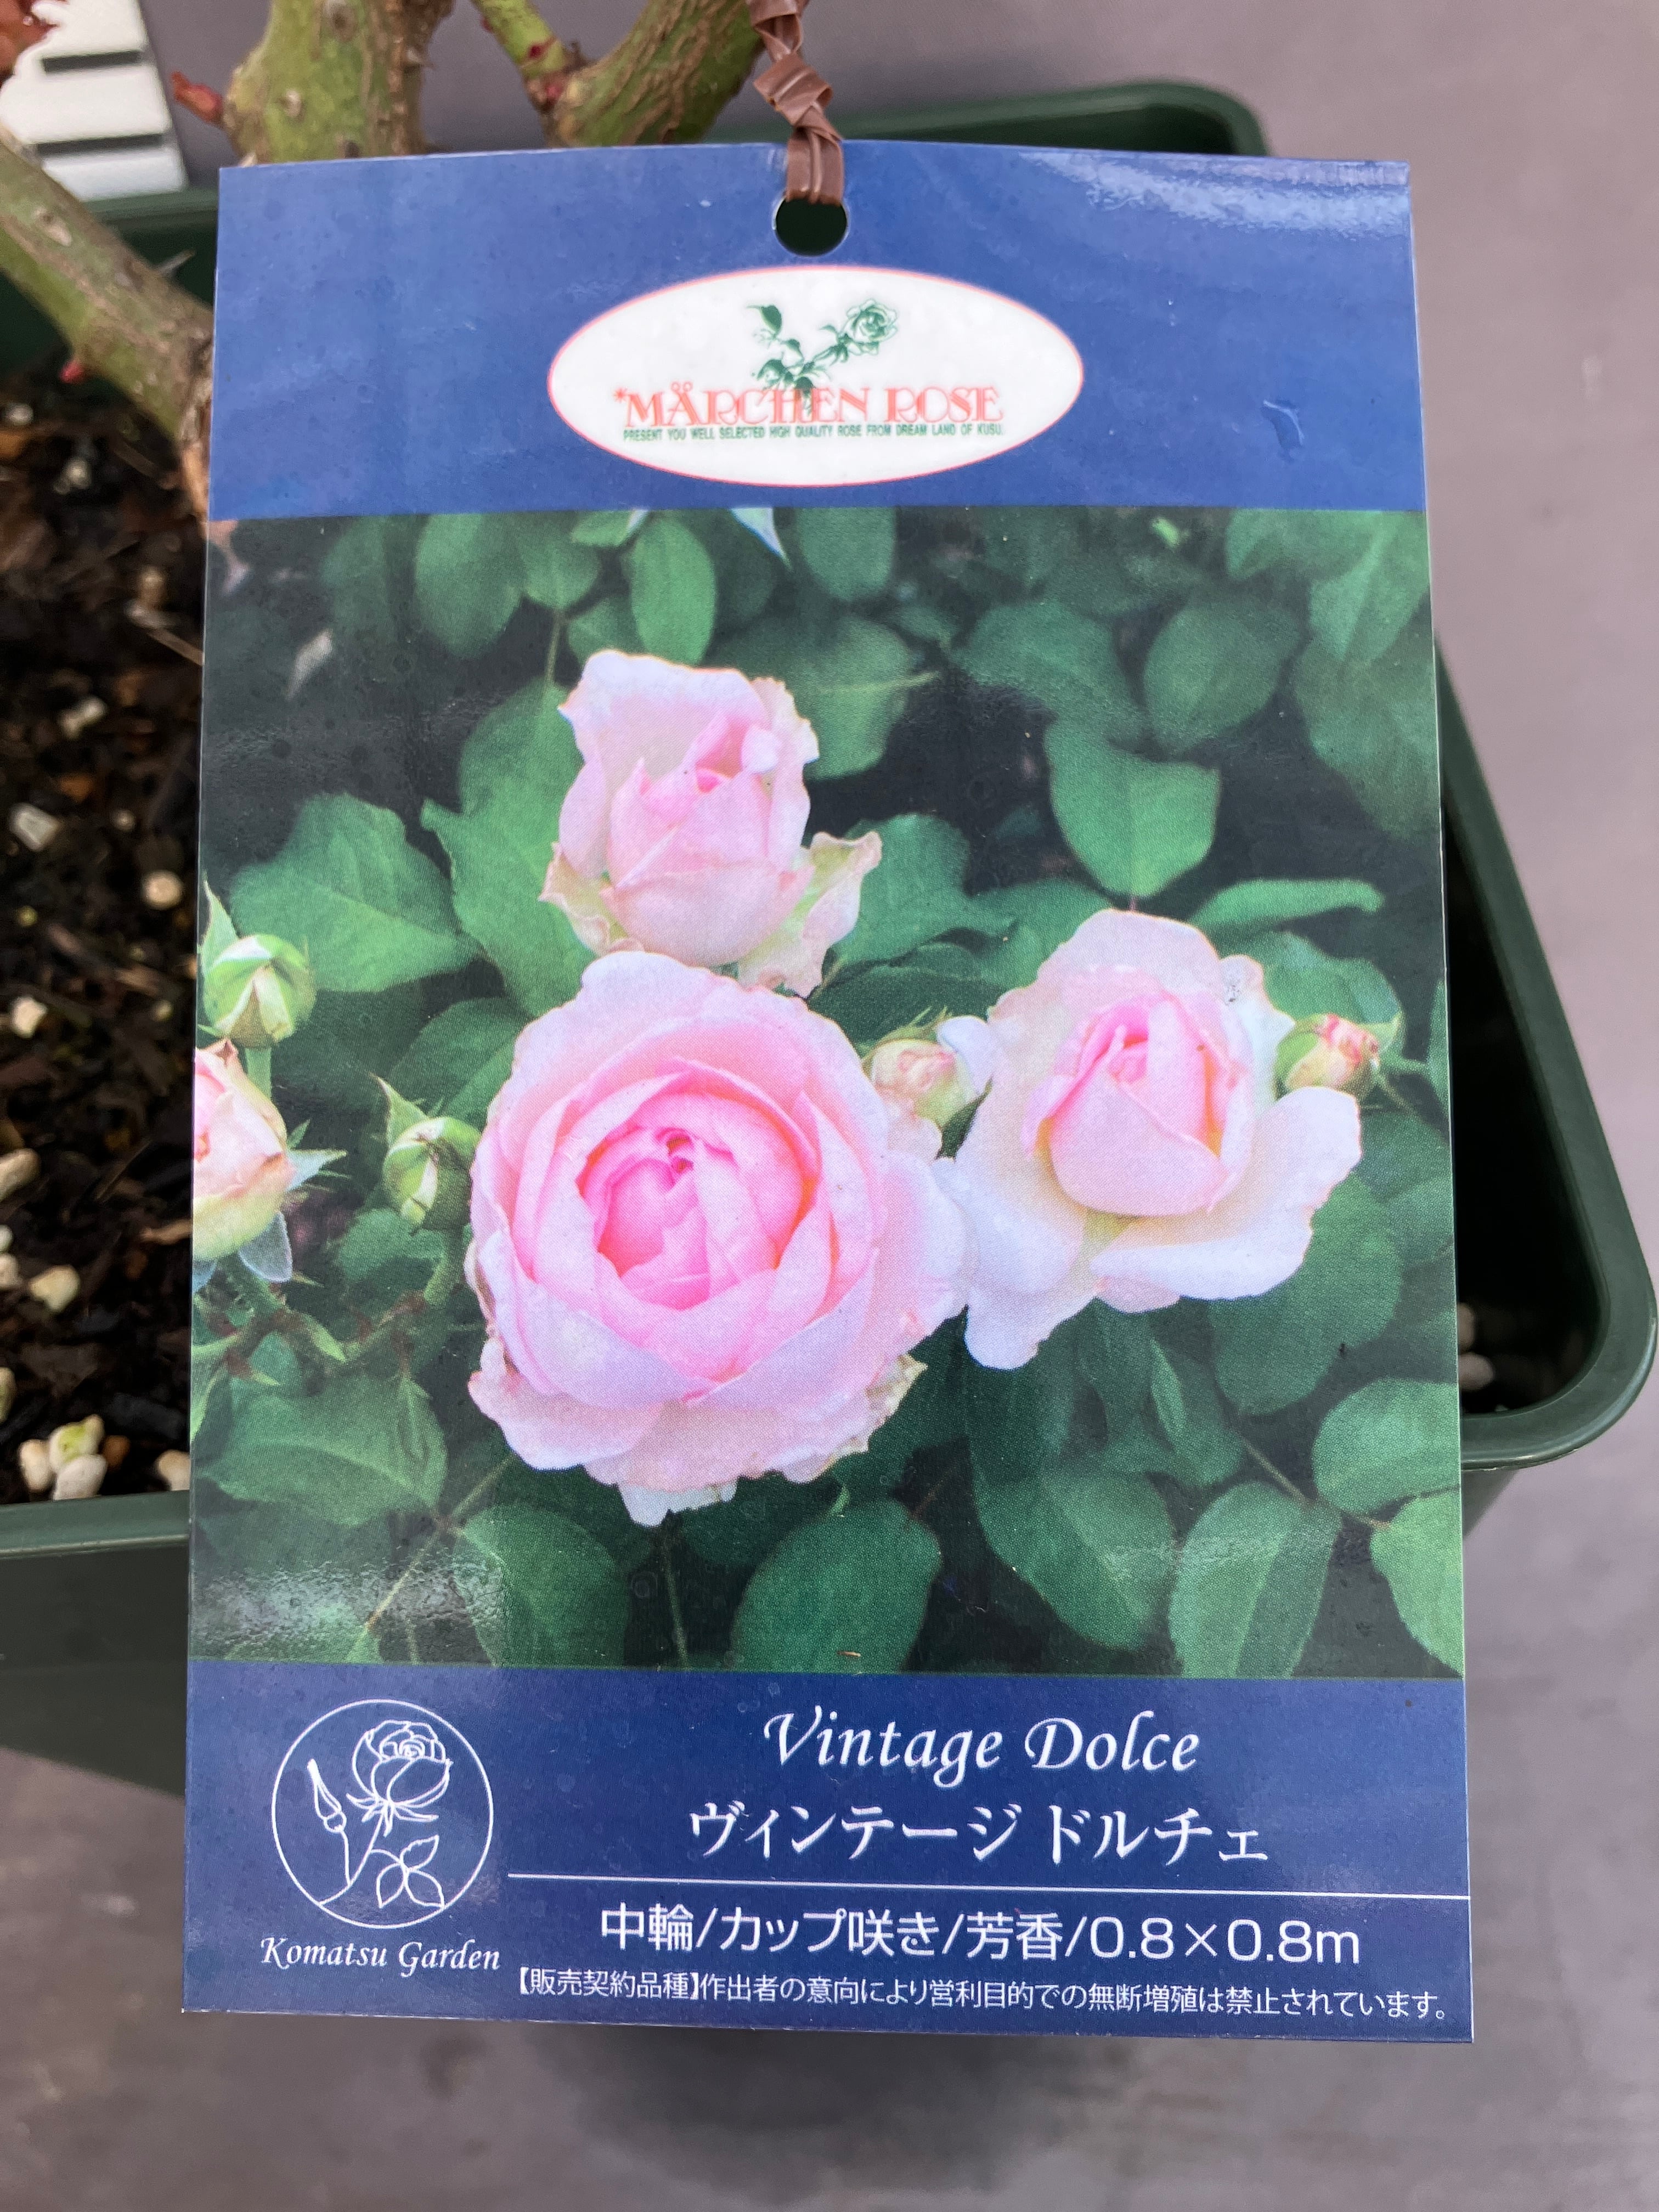 *MÄRCHEN ROSE
PRESENT YOU WELL SELECTED HIGH QUALITY ROSE FROM DREAM LAND OF KUSU.
Vintage Dolce
ヴィンテージ ドルチェ
中輪/カップ咲き/芳香/0.8×0.8m
Komatsu Garden
【販売契約品種】作出者の意向により営利目的での無断増殖は禁止されています。